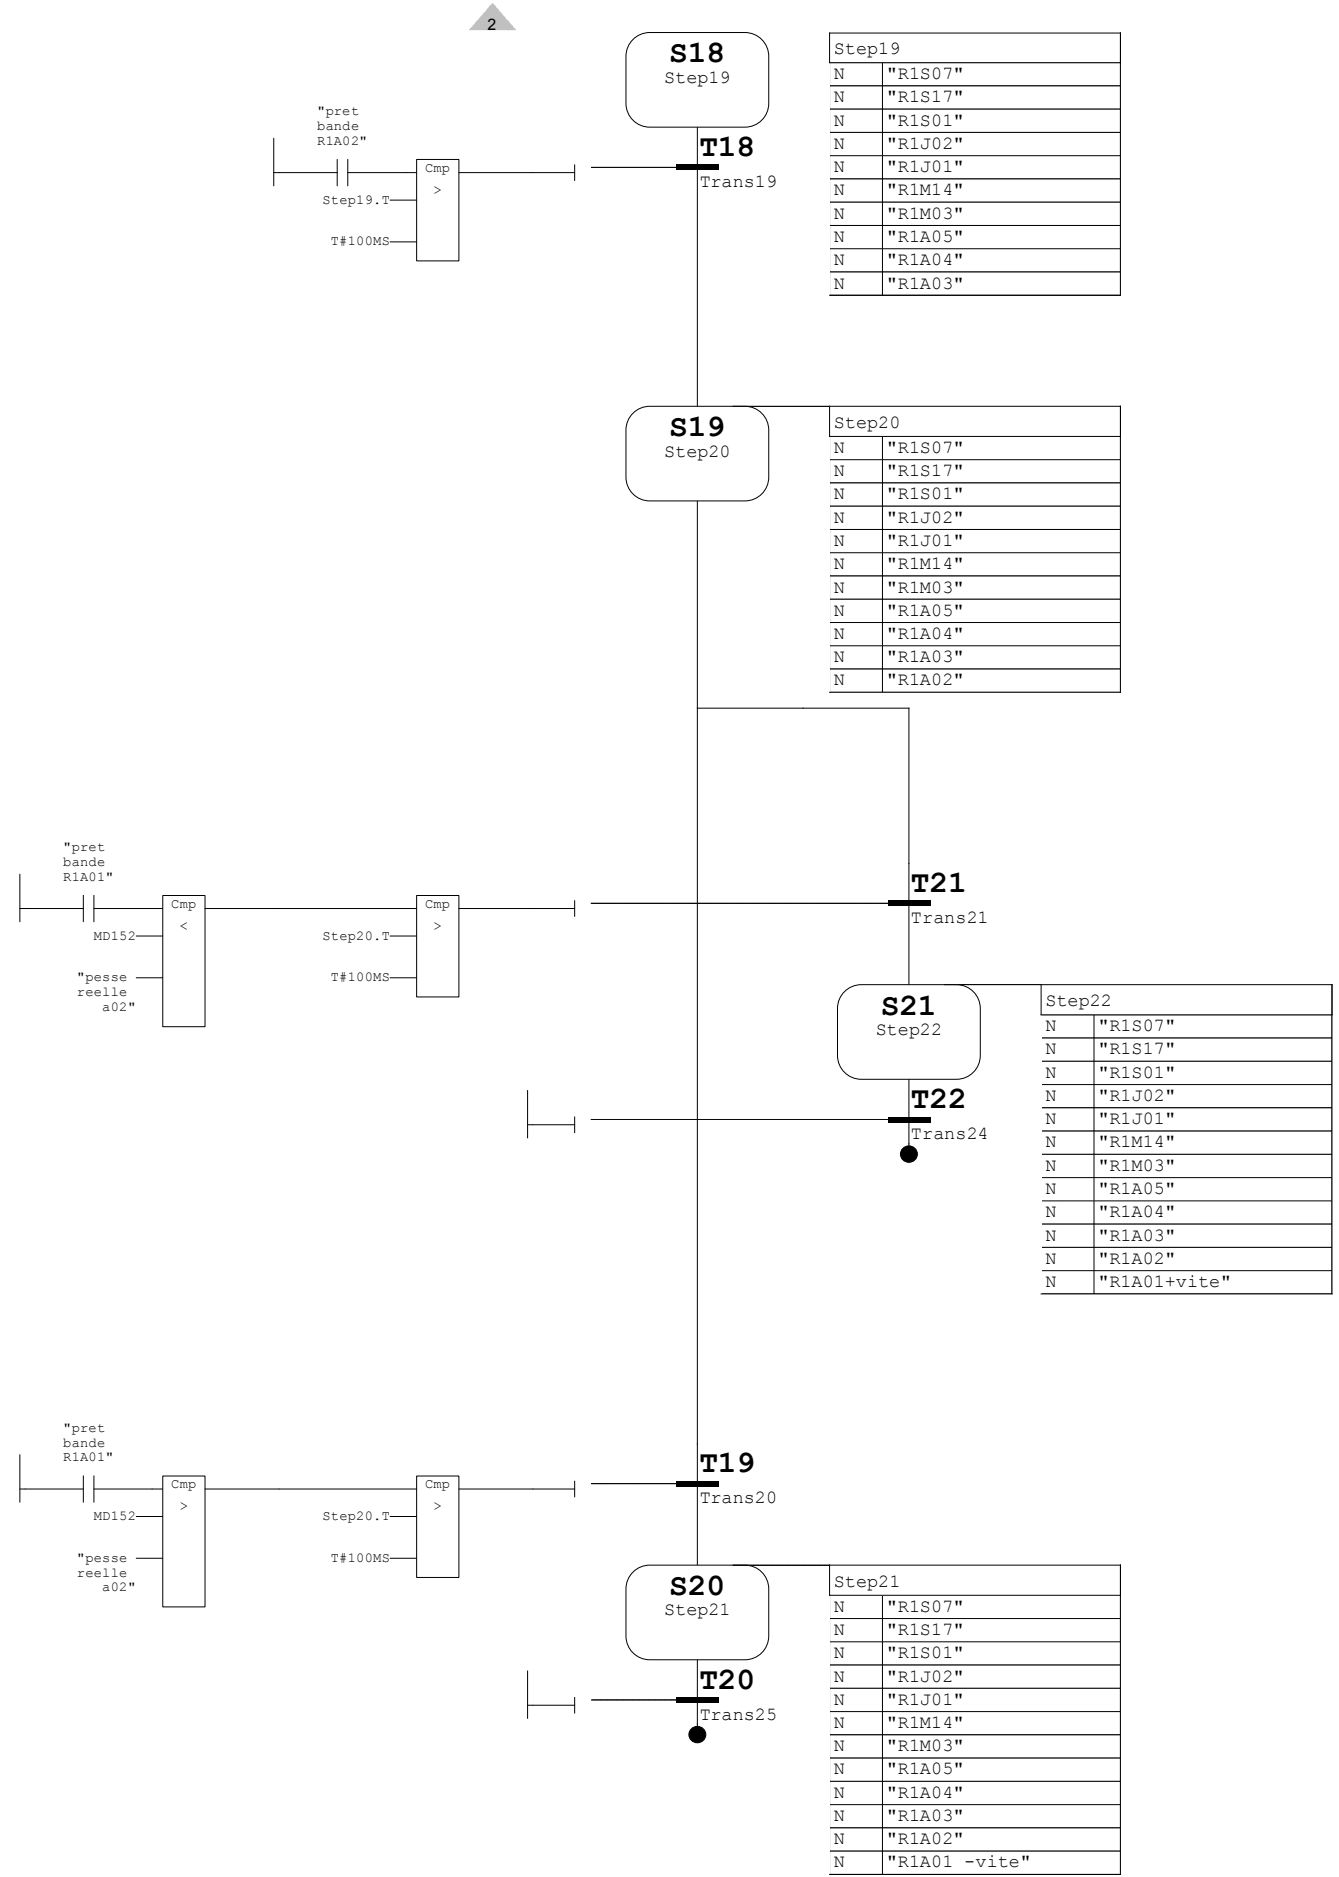 2
S18
Step19
Step19
N "R1S07"
N "R1S17"
N "R1S01"
N "R1J02"
N "R1J01"
N "R1M14"
N "R1M03"
N "R1A05"
N "R1A04"
N "R1A03"
"pret
bande
R1A02"
Cmp
>
Step19.T
T#100MS
T18
Trans19
S19
Step20
Step20
N "R1S07"
N "R1S17"
N "R1S01"
N "R1J02"
N "R1J01"
N "R1M14"
N "R1M03"
N "R1A05"
N "R1A04"
N "R1A03"
N "R1A02"
"pret
bande
R1A01"
Cmp
<
MD152
"pesse
reelle
a02"
Cmp
>
Step20.T
T#100MS
T21
Trans21
S21
Step22
Step22
N "R1S07"
N "R1S17"
N "R1S01"
N "R1J02"
N "R1J01"
N "R1M14"
N "R1M03"
N "R1A05"
N "R1A04"
N "R1A03"
N "R1A02"
N "R1A01+vite"
T22
Trans24
"pret
bande
R1A01"
Cmp
>
MD152
"pesse
reelle
a02"
Cmp
>
Step20.T
T#100MS
T19
Trans20
S20
Step21
Step21
N "R1S07"
N "R1S17"
N "R1S01"
N "R1J02"
N "R1J01"
N "R1M14"
N "R1M03"
N "R1A05"
N "R1A04"
N "R1A03"
N "R1A02"
N "R1A01 -vite"
T20
Trans25